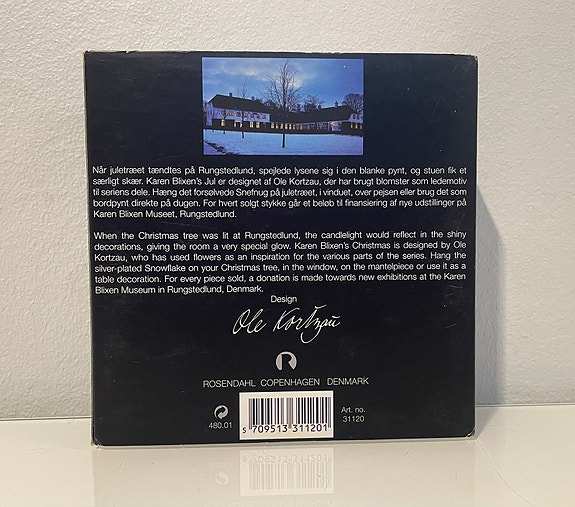 Når juletræet tændtes på Rungstedlund, spejlede lysene sig i den blanke pynt, og stuen fik et
særligt skær. Karen Blixen's Jul er designet af Ole Kortzau, der har brugt blomster som ledemotiv
til seriens dele. Hæng det forsølvede Snefnug på juletræet, i vinduet, over pejsen eller brug det som
bordpynt direkte på dugen. For hvert solgt stykke går et beløb til finansiering af nye udstillinger på
Karen Blixen Museet, Rungstedlund.
When the Christmas tree was lit at Rungstedlund, the candlelight would reflect in the shiny
decorations, giving the room a very special glow. Karen Blixen's Christmas is designed by Ole
Kortzau, who has used flowers as an inspiration for the various parts of the series. Hang the
silver-plated Snowflake on your Christmas tree, in the window, on the mantelpiece or use it as a
table decoration. For every piece sold, a donation is made towards new exhibitions at the Karen
Blixen Museum in Rungstedlund, Denmark.
Design
Ole Kortzau
ROSENDAHL COPENHAGEN DENMARK
480.01
5 709513 311201
Art. no.
31120